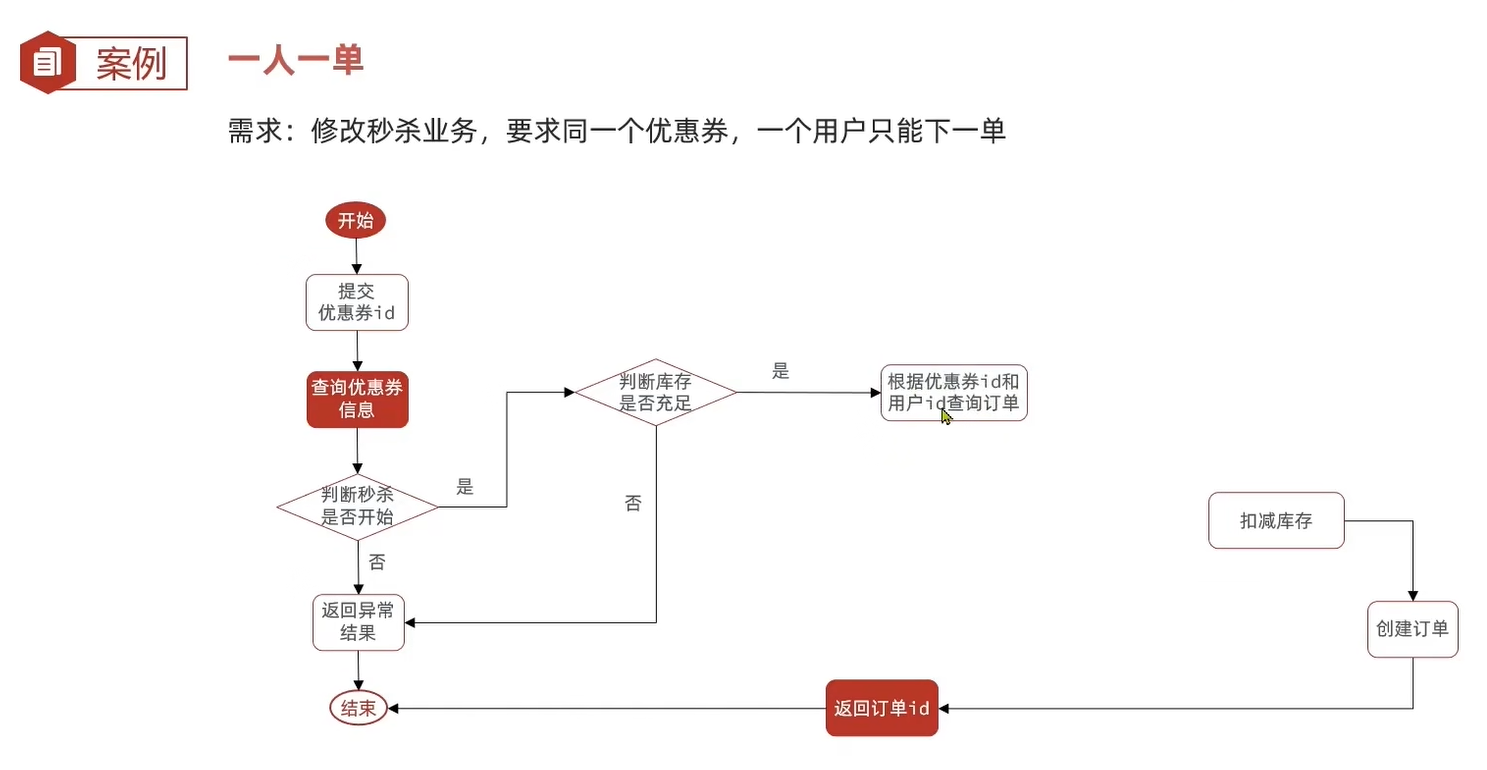 案例
一人一单
需求：修改秒杀业务，要求同一个优惠券，一个用户只能下一单
开始
提交
优惠券id
查询优惠券
信息
判断秒杀
是否开始
是
否
判断库存
是否充足
是
否
根据优惠券id和
用户id查询订单
扣减库存
创建订单
返回异常
结果
返回订单id
结束